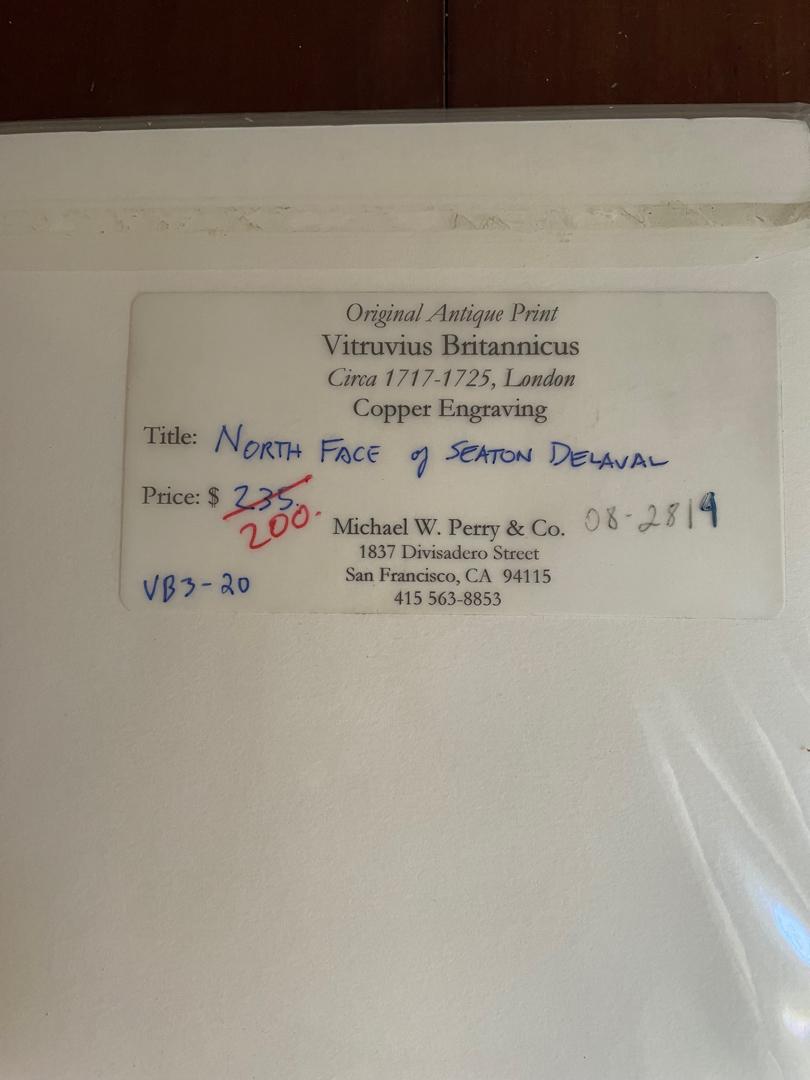 Original Antique Print
Vitruvius Britannicus
Circa 1717-1725, London
Copper Engraving
Title: NORTH FACE of SEATON DELAVAL
Price: $ 235.
200.
Michael W. Perry & Co. 08-2819
1837 Divisadero Street
San Francisco, CA 94115
VB3-20
415 563-8853